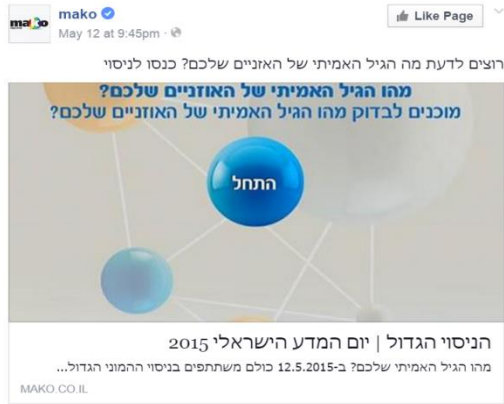 mako
mako
Like Page
May 12 at 9:45pm ·
רוצים לדעת מה הגיל האמיתי של האזניים שלכם? כנסו לניסוי
מהו הגיל האמיתי של האוזניים שלכם?
מוכנים לבדוק מהו הגיל האמיתי של האוזניים שלכם?
התחל
הניסוי הגדול | יום המדע הישראלי 2015
מהו הגיל האמיתי שלכם? ב-12.5.2015 כולם משתתפים בניסוי ההמוני הגדול...
MAKO.CO.IL